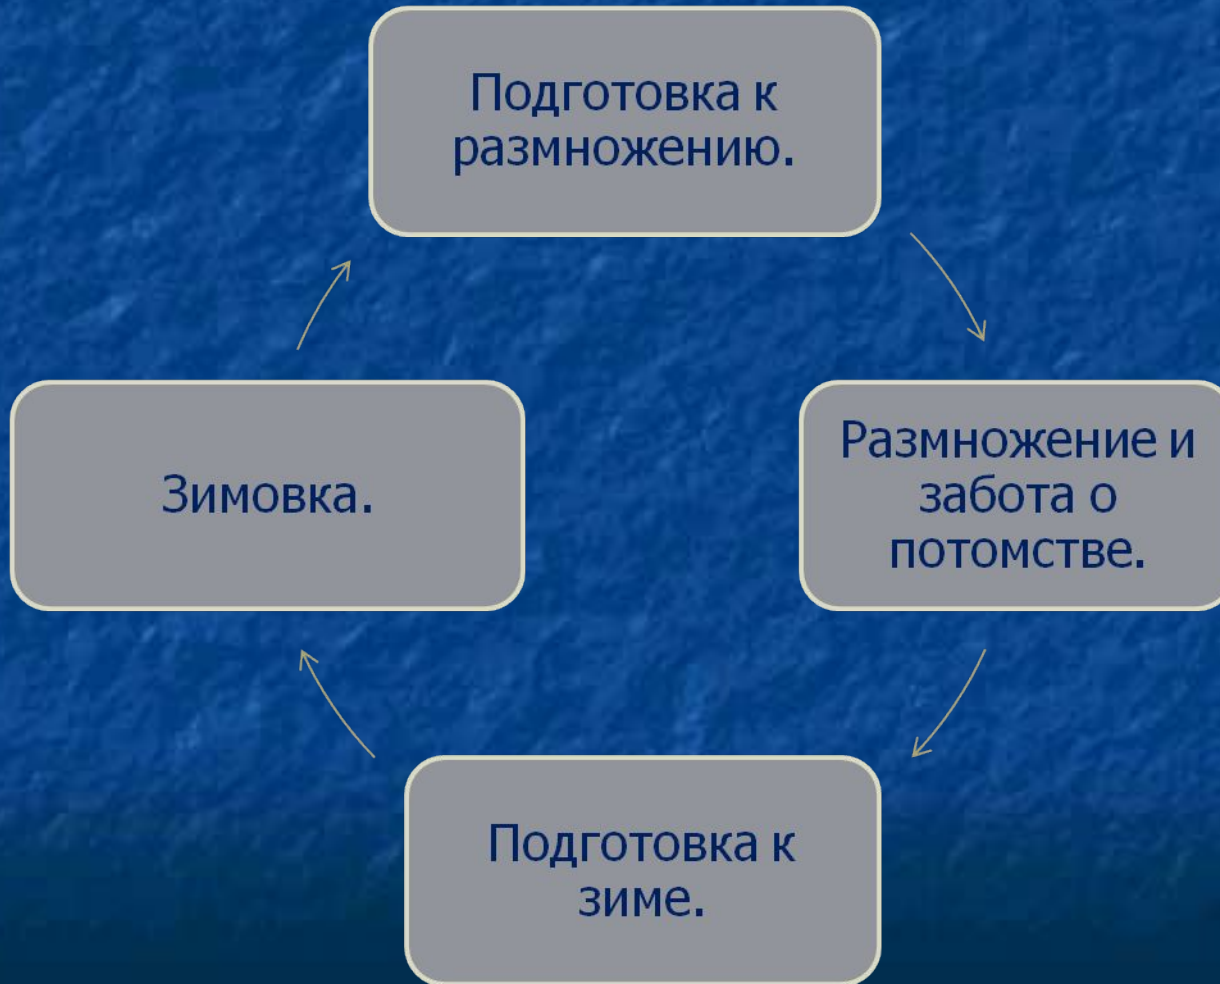 Подготовка к
размножению.
Зимовка.
Размножение и
забота о
потомстве.
Подготовка к
зиме.